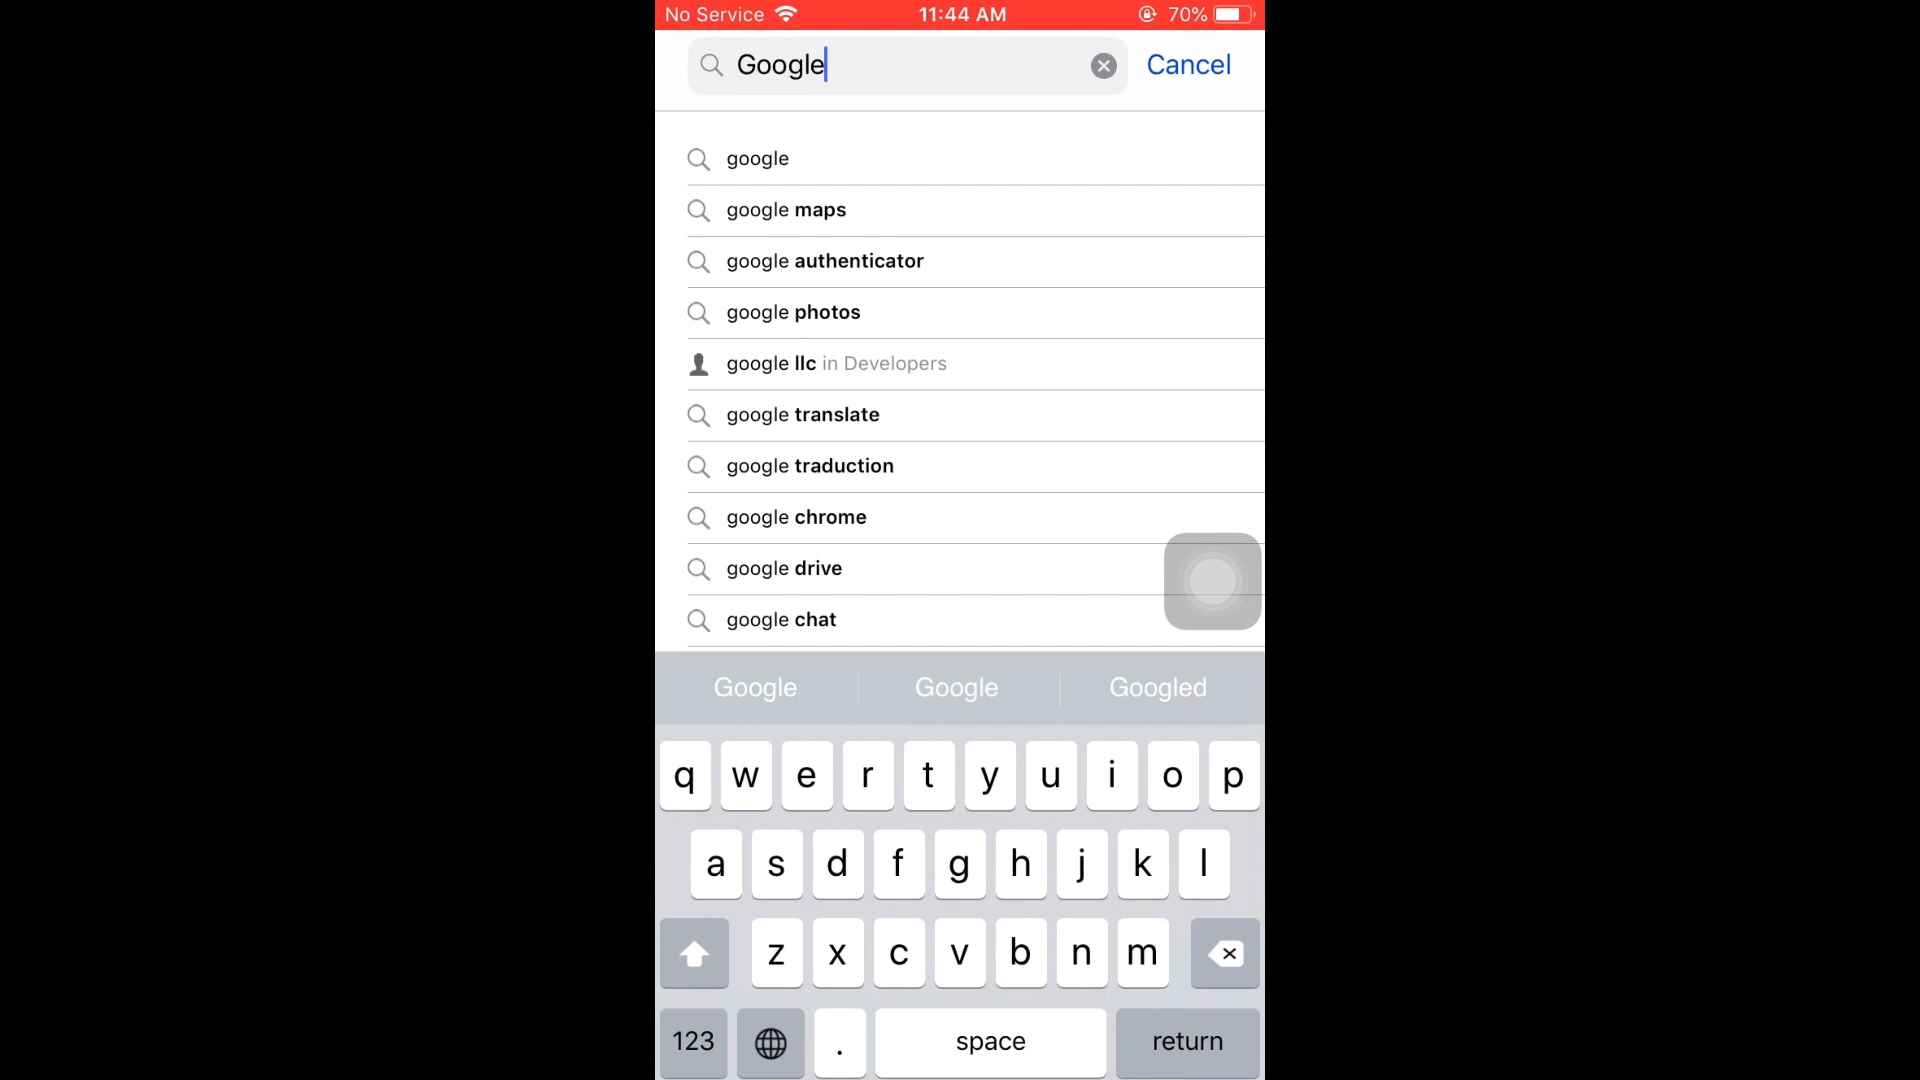 No Service 11:44 AM 70%
Google Cancel
google
google maps
google authenticator
google photos
google llc in Developers
google translate
google traduction
google chrome
google drive
google chat
Google Google Googled
q w e r t y u i o p
a s d f g h j k l
z x c v b n m
123 . space return